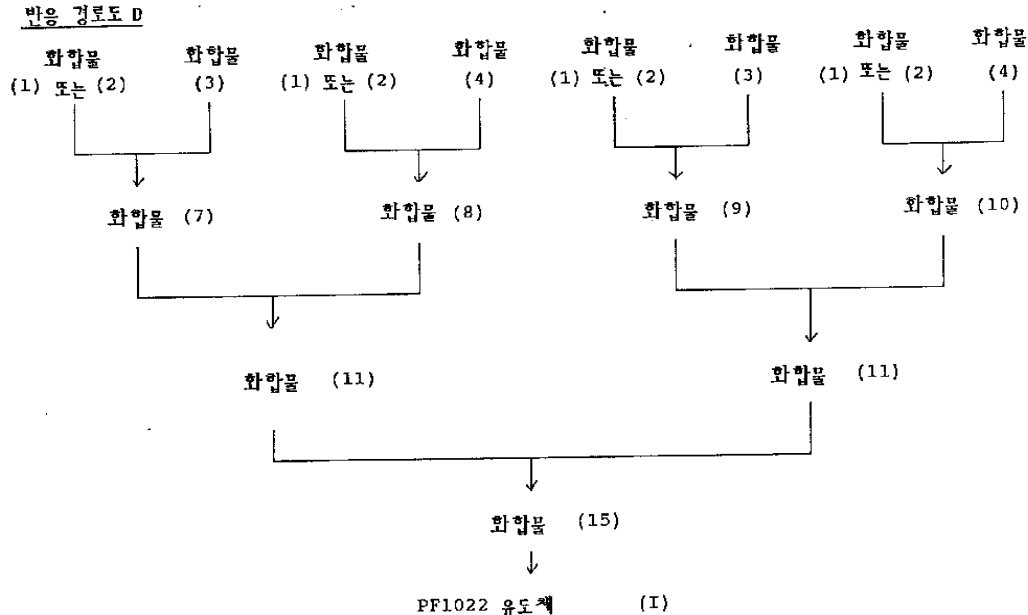 반응 경로도 D
화합물 화합물 화합물 화합물 화합물 화합물 화합물 화합물
(1) 또는 (2) (3) (1) 또는 (2) (4) (1) 또는 (2) (3) (1) 또는 (2) (4)
화합물 (7) 화합물 (8) 화합물 (9) 화합물 (10)
화합물 (11) 화합물 (11)
화합물 (15)
PF1022 유도체 (I)